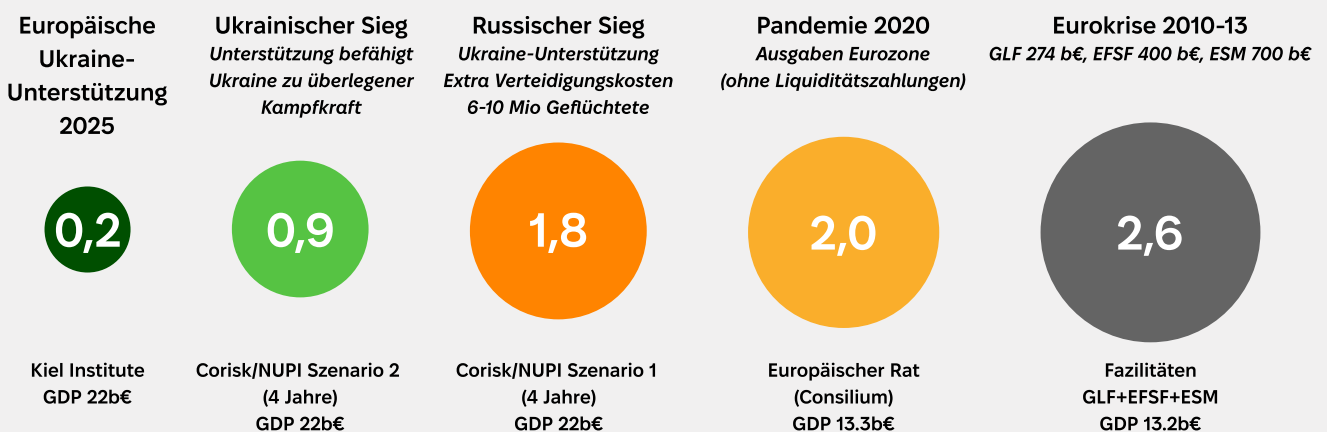 Europäische
Ukraine-
Unterstützung
2025
0,2
Kiel Institute
GDP 22b€
Ukrainischer Sieg
Unterstützung befähigt
Ukraine zu überlegener
Kampfkraft
0,9
Corisk/NUPI Szenario 2
(4 Jahre)
GDP 22b€
Russischer Sieg
Ukraine-Unterstützung
Extra Verteidigungskosten
6-10 Mio Geflüchtete
1,8
Corisk/NUPI Szenario 1
(4 Jahre)
GDP 22b€
Pandemie 2020
Ausgaben Eurozone
(ohne Liquiditätszahlungen)
2,0
Europäischer Rat
(Consilium)
GDP 13.3b€
Eurokrise 2010-13
GLF 274 b€, EFSF 400 b€, ESM 700 b€
2,6
Fazilitäten
GLF+EFSF+ESM
GDP 13.2b€